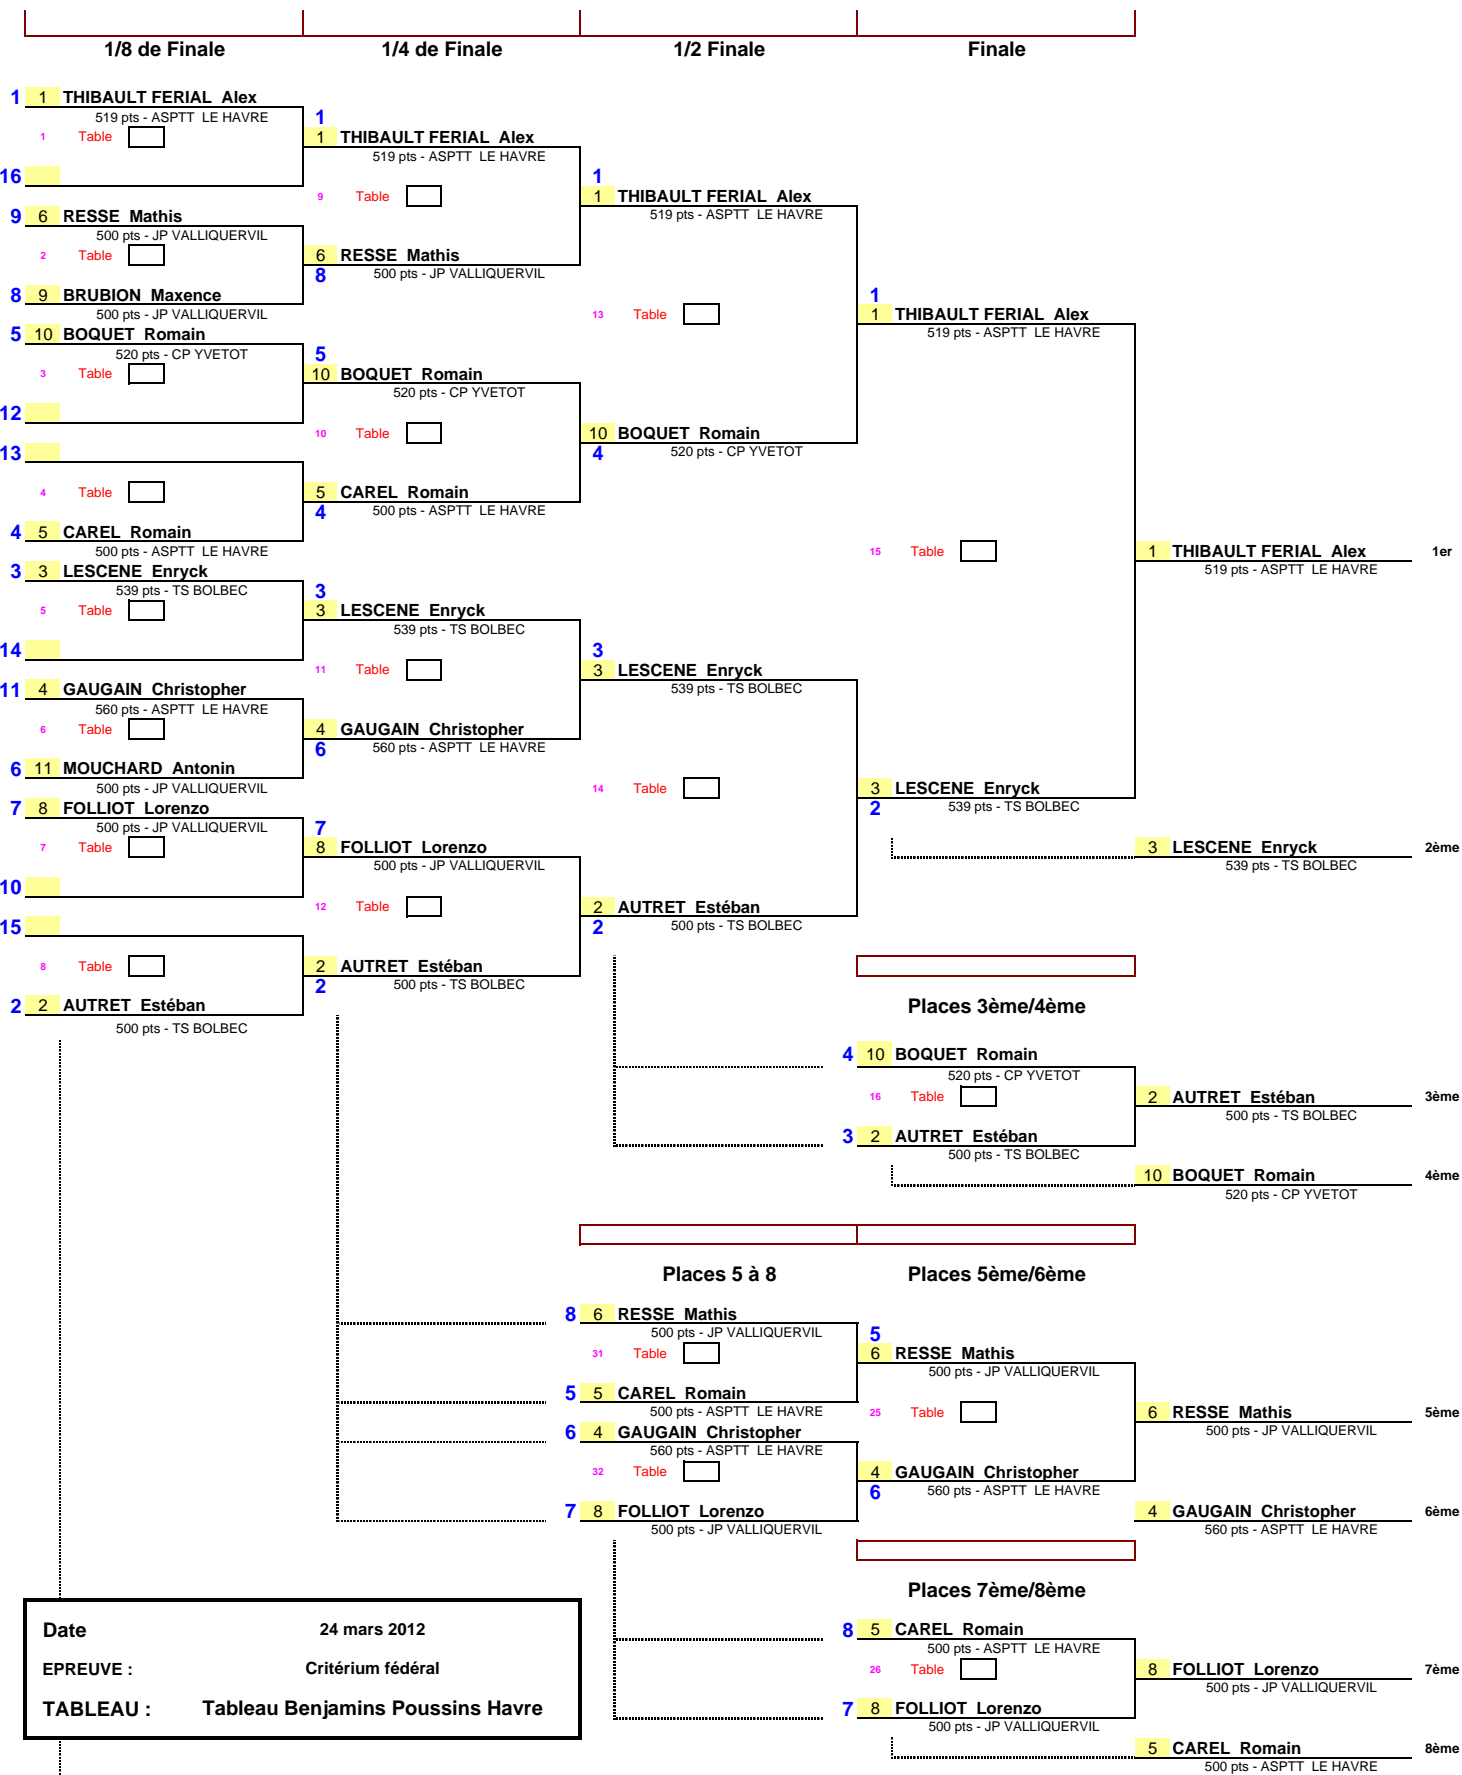 1/8 de Finale
1/4 de Finale
1/2 Finale
Finale
1 1 THIBAULT FERIAL Alex
519 pts - ASPTT LE HAVRE
1 Table
16
9 6 RESSE Mathis
500 pts - JP VALLIQUERVIL
2 Table
8 9 BRUBION Maxence
500 pts - JP VALLIQUERVIL
5 10 BOQUET Romain
520 pts - CP YVETOT
3 Table
12
13
4 Table
4 5 CAREL Romain
500 pts - ASPTT LE HAVRE
3 3 LESCENE Enryck
539 pts - TS BOLBEC
5 Table
14
11 4 GAUGAIN Christopher
560 pts - ASPTT LE HAVRE
6 Table
6 11 MOUCHARD Antonin
500 pts - JP VALLIQUERVIL
7 8 FOLLIOT Lorenzo
500 pts - JP VALLIQUERVIL
7 Table
10
15
8 Table
2 2 AUTRET Estéban
500 pts - TS BOLBEC
1
1 THIBAULT FERIAL Alex
519 pts - ASPTT LE HAVRE
9 Table
6 RESSE Mathis
8 500 pts - JP VALLIQUERVIL
5
10 BOQUET Romain
520 pts - CP YVETOT
10 Table
5 CAREL Romain
4 500 pts - ASPTT LE HAVRE
3
3 LESCENE Enryck
539 pts - TS BOLBEC
11 Table
4 GAUGAIN Christopher
6 560 pts - ASPTT LE HAVRE
7
8 FOLLIOT Lorenzo
500 pts - JP VALLIQUERVIL
12 Table
2 AUTRET Estéban
2 500 pts - TS BOLBEC
1
1 THIBAULT FERIAL Alex
519 pts - ASPTT LE HAVRE
13 Table
10 BOQUET Romain
4 520 pts - CP YVETOT
3
3 LESCENE Enryck
539 pts - TS BOLBEC
14 Table
2 AUTRET Estéban
2 500 pts - TS BOLBEC
1
1 THIBAULT FERIAL Alex
519 pts - ASPTT LE HAVRE
15 Table
3 LESCENE Enryck
2 539 pts - TS BOLBEC
1 THIBAULT FERIAL Alex 1er
519 pts - ASPTT LE HAVRE
3 LESCENE Enryck 2ème
539 pts - TS BOLBEC
Places 3ème/4ème
4 10 BOQUET Romain
520 pts - CP YVETOT
16 Table
3 2 AUTRET Estéban
500 pts - TS BOLBEC
2 AUTRET Estéban 3ème
500 pts - TS BOLBEC
10 BOQUET Romain 4ème
520 pts - CP YVETOT
Places 5 à 8
Places 5ème/6ème
8 6 RESSE Mathis
500 pts - JP VALLIQUERVIL
31 Table
5 5 CAREL Romain
500 pts - ASPTT LE HAVRE
6 4 GAUGAIN Christopher
560 pts - ASPTT LE HAVRE
32 Table
7 8 FOLLIOT Lorenzo
500 pts - JP VALLIQUERVIL
5
6 RESSE Mathis
500 pts - JP VALLIQUERVIL
25 Table
4 GAUGAIN Christopher
6 560 pts - ASPTT LE HAVRE
6 RESSE Mathis 5ème
500 pts - JP VALLIQUERVIL
4 GAUGAIN Christopher 6ème
560 pts - ASPTT LE HAVRE
Places 7ème/8ème
8 5 CAREL Romain
500 pts - ASPTT LE HAVRE
26 Table
7 8 FOLLIOT Lorenzo
500 pts - JP VALLIQUERVIL
8 FOLLIOT Lorenzo 7ème
500 pts - JP VALLIQUERVIL
5 CAREL Romain 8ème
500 pts - ASPTT LE HAVRE
Date 24 mars 2012
EPREUVE : Critérium fédéral
TABLEAU : Tableau Benjamins Poussins Havre